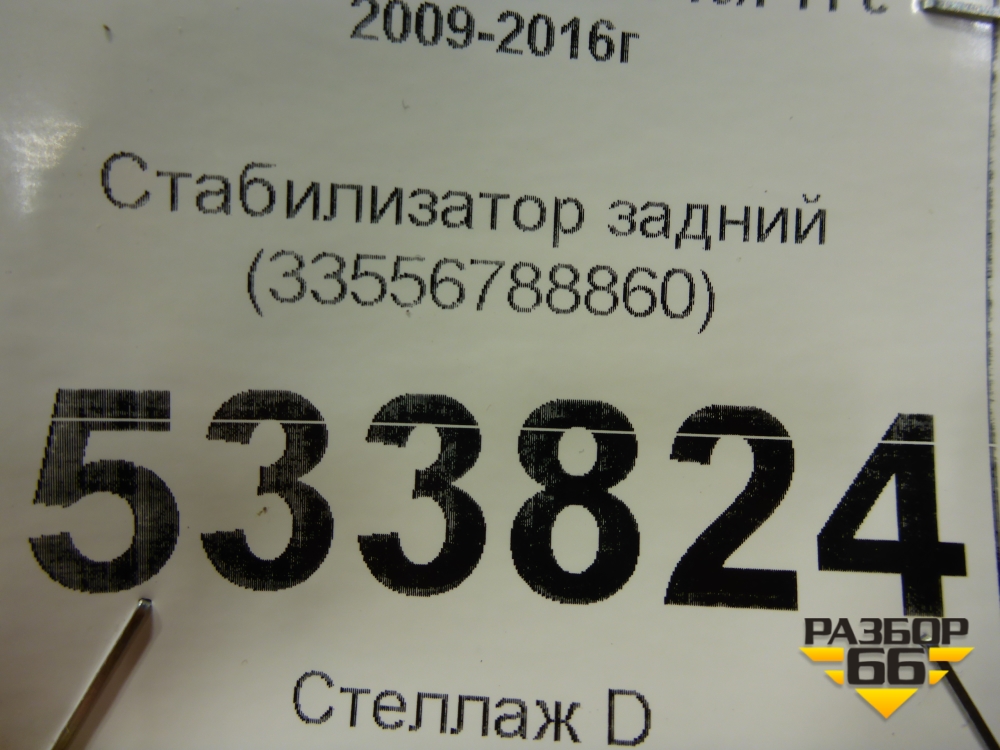 2009-2016г
Стабилизатор задний
(33556788860)
533824
РАЗБОР
66
Стеллаж D